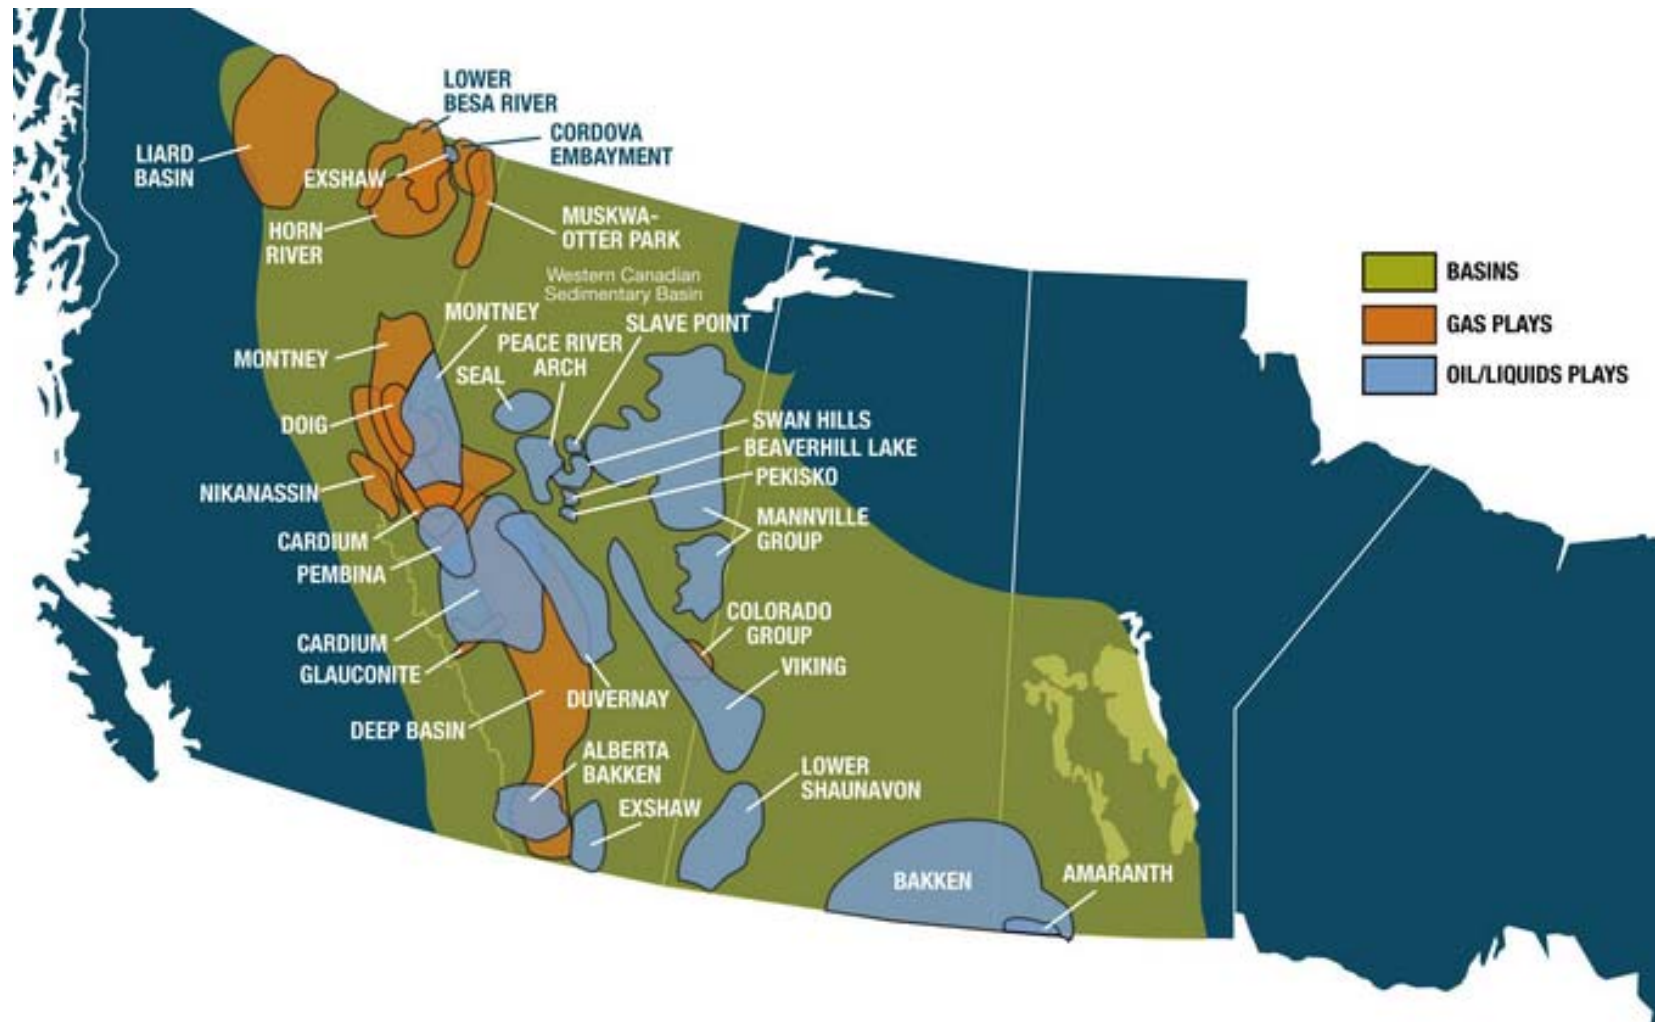 LOWER
BESA RIVER
CORDOVA
EMBAYMENT
LIARD
BASIN
EXSHAW
HORN
RIVER
MUSKWA-
OTTER PARK
Western Canadian
Sedimentary Basin
MONTNEY
SLAVE POINT
PEACE RIVER
ARCH
MONTNEY
SEAL
DOIG
SWAN HILLS
BEAVERHILL LAKE
PEKISKO
NIKANASSIN
MANNVILLE
GROUP
CARDIUM
PEMBINA
COLORADO
GROUP
CARDIUM
GLAUCONITE
VIKING
DUVERNAY
DEEP BASIN
ALBERTA
BAKKEN
LOWER
SHAUNAVON
EXSHAW
BAKKEN
AMARANTH
BASINS
GAS PLAYS
OIL/LIQUIDS PLAYS